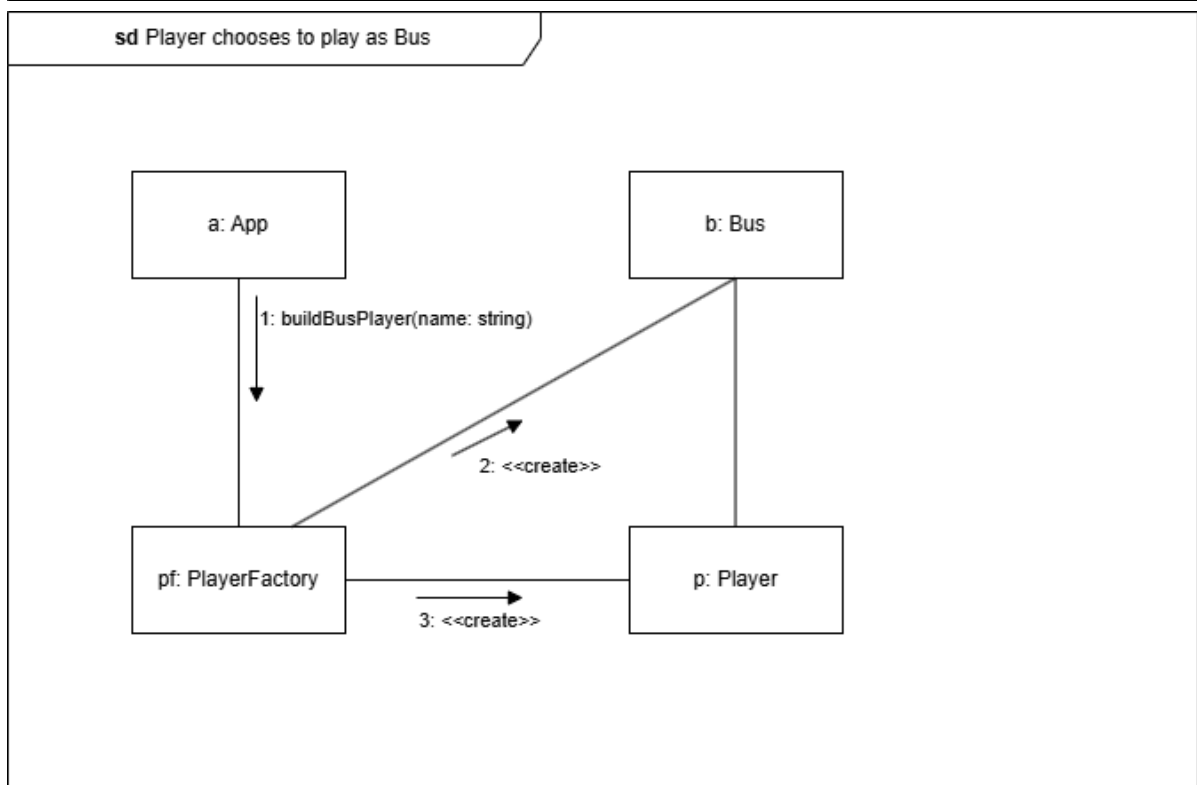 sd Player chooses to play as Bus
a: App
b: Bus
1: buildBusPlayer(name: string)
2: <<create>>
pf: PlayerFactory
p: Player
3: <<create>>